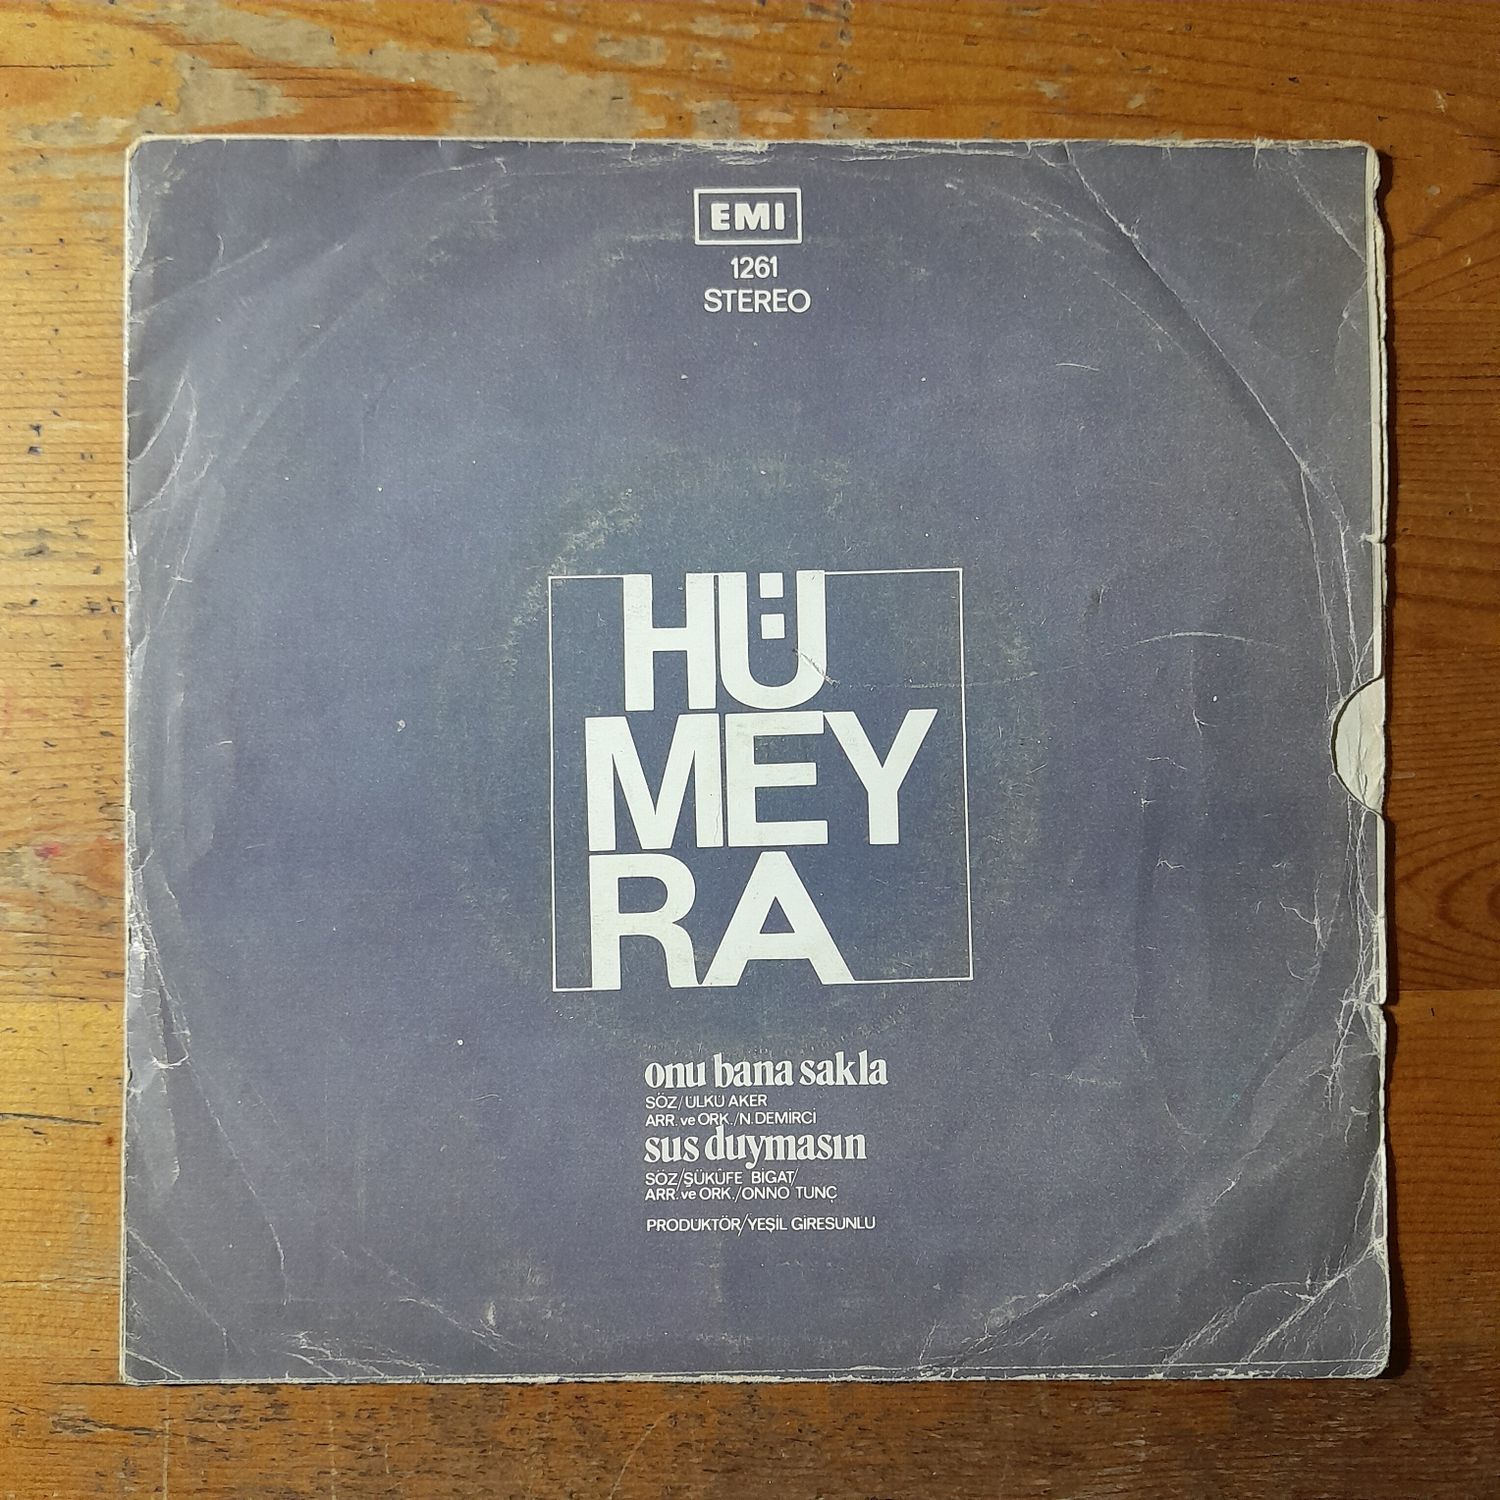 EMI
1261
STEREO
HÜ
MEY
RA
onu bana sakla
SÖZ/ÜLKÜ AKER
ARR. ve ORK./N.DEMİRCİ
sus duymasın
SÖZ/ŞÜKÛFE BİGAT/
ARR. ve ORK./ONNO TUNÇ
PRODÜKTÖR/YEŞİL GİRESUNLU